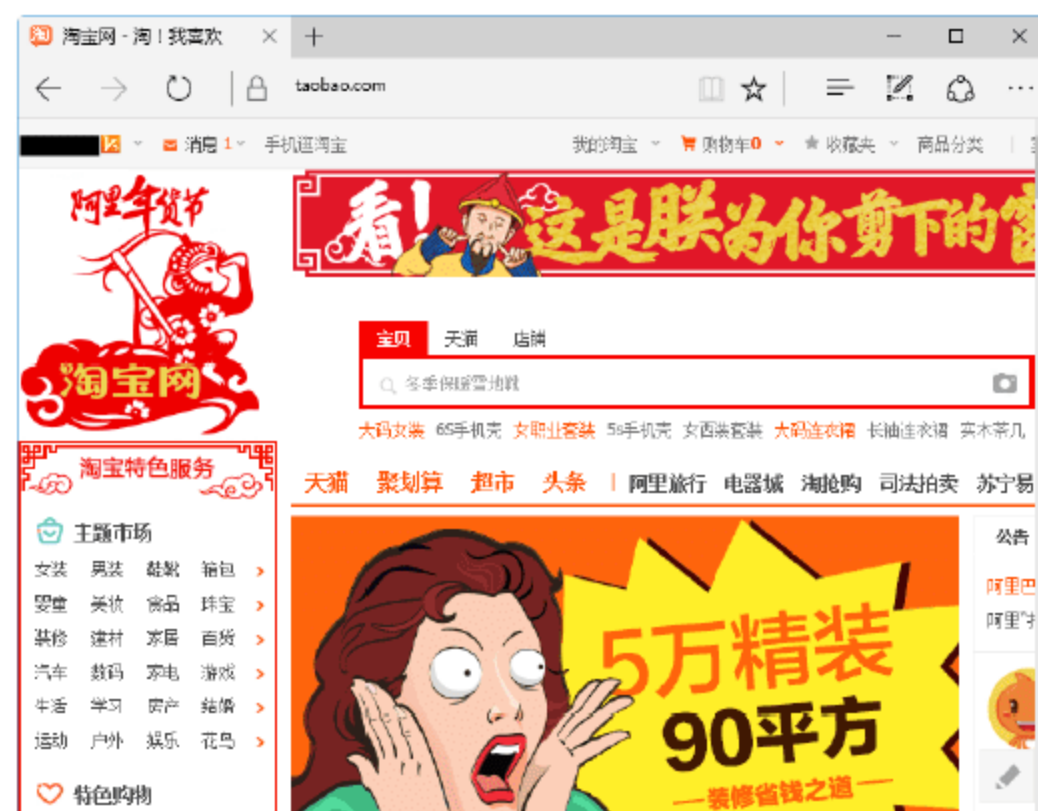 淘宝网 - 淘！我喜欢
taobao.com
消息 1 手机逛淘宝 我的淘宝 购物车0 收藏夹 商品分类
阿里年货节
淘宝网
看！这是朕为你剪下的窗
宝贝 天猫 店铺
冬季保暖雪地靴
大码女装 6S手机壳 女职业套装 5s手机壳 女西装套装 大码连衣裙 长袖连衣裙 实木茶几
淘宝特色服务
天猫 聚划算 超市 头条 阿里旅行 电器城 淘抢购 司法拍卖 苏宁易
主题市场
女装 男装 鞋靴 箱包 >
婴童 美妆 食品 珠宝 >
装修 建材 家居 百货 >
汽车 数码 家电 游戏 >
生活 学习 房产 结婚 >
运动 户外 娱乐 花鸟 >
特色购物
5万精装
90平方
装修省钱之道
公告
阿里巴
阿里"扌